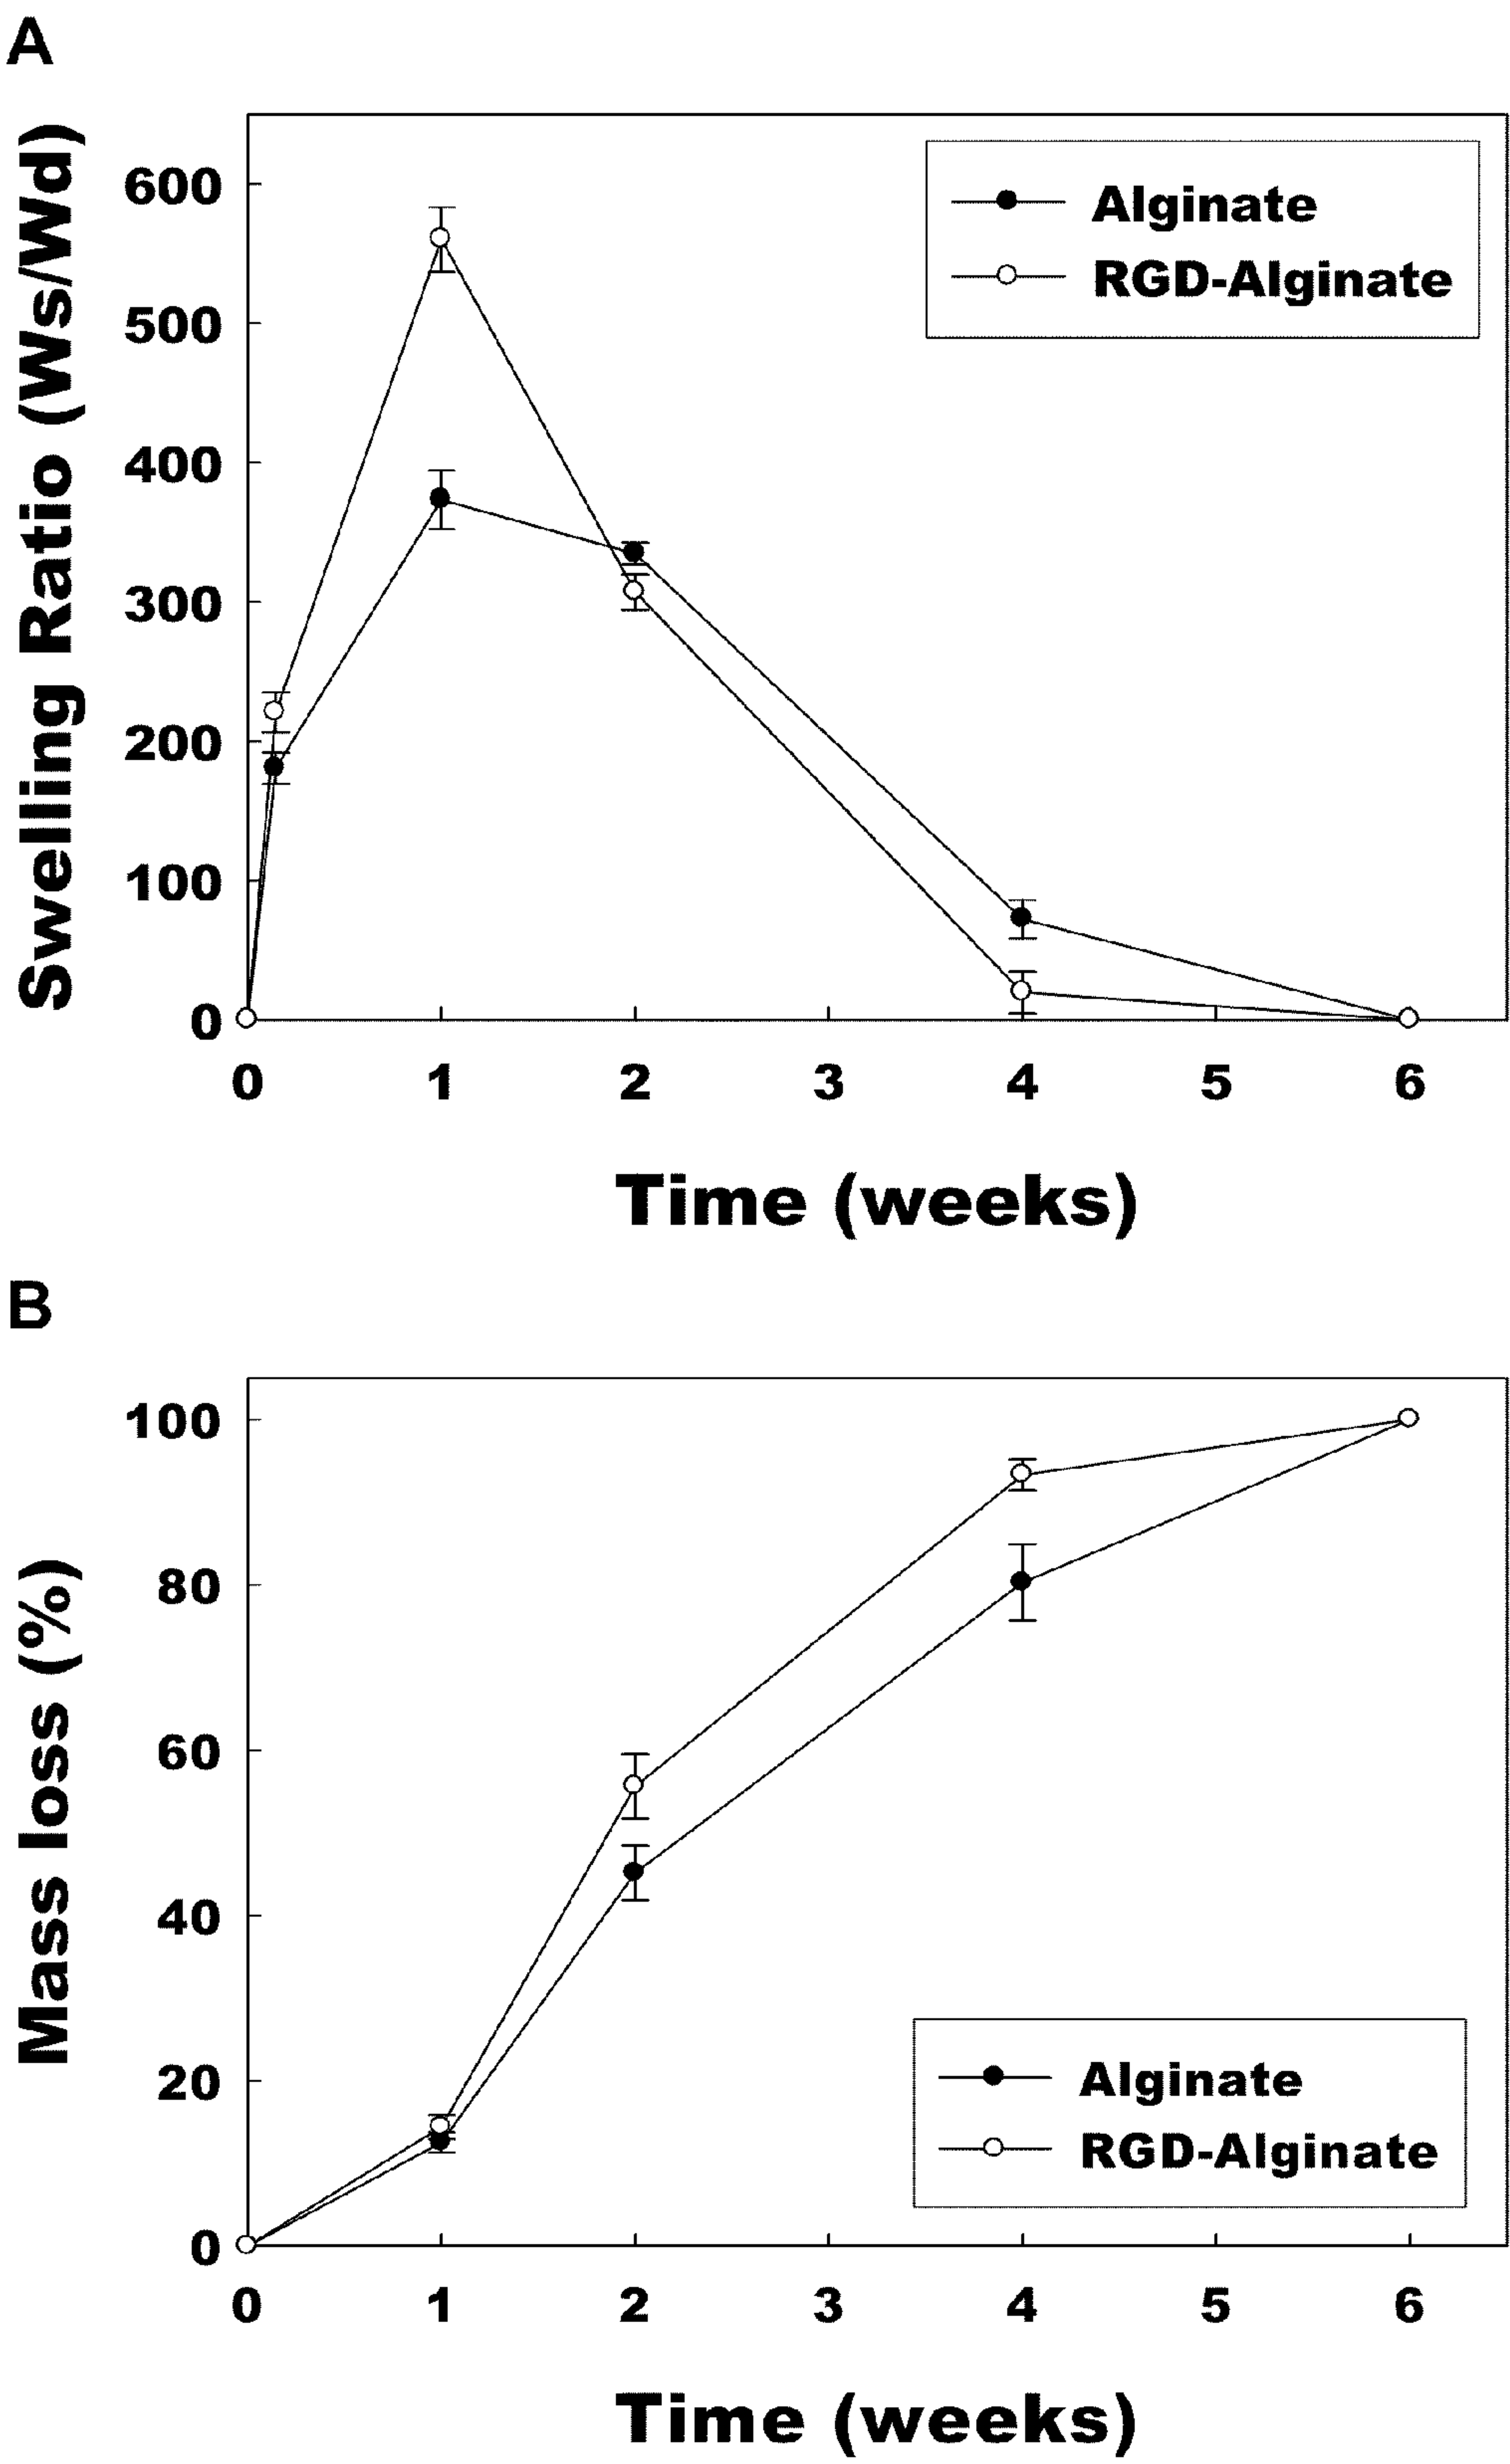 A
Swelling Ratio (Ws/Wd)
600
500
400
300
200
100
0
Alginate
RGD-Alginate
0 1 2 3 4 5 6
Time (weeks)
B
Mass loss (%)
100
80
60
40
20
0
Alginate
RGD-Alginate
0 1 2 3 4 5 6
Time (weeks)